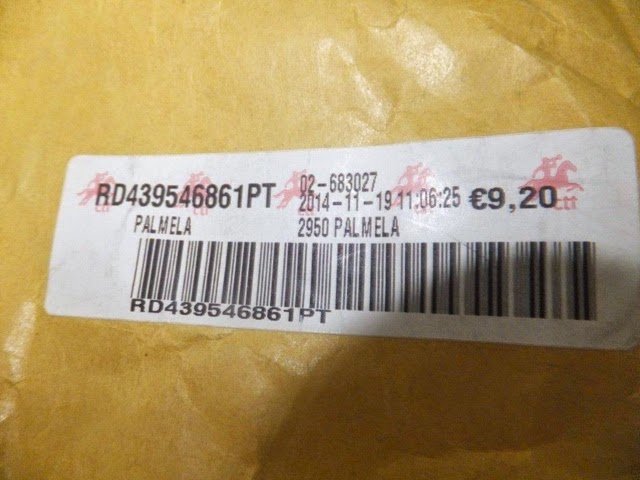 RD439546861PT 02-683027
2014-11-19 11:06:25 €9,20
PALMELA 2950 PALMELA
RD439546861PT
ctt